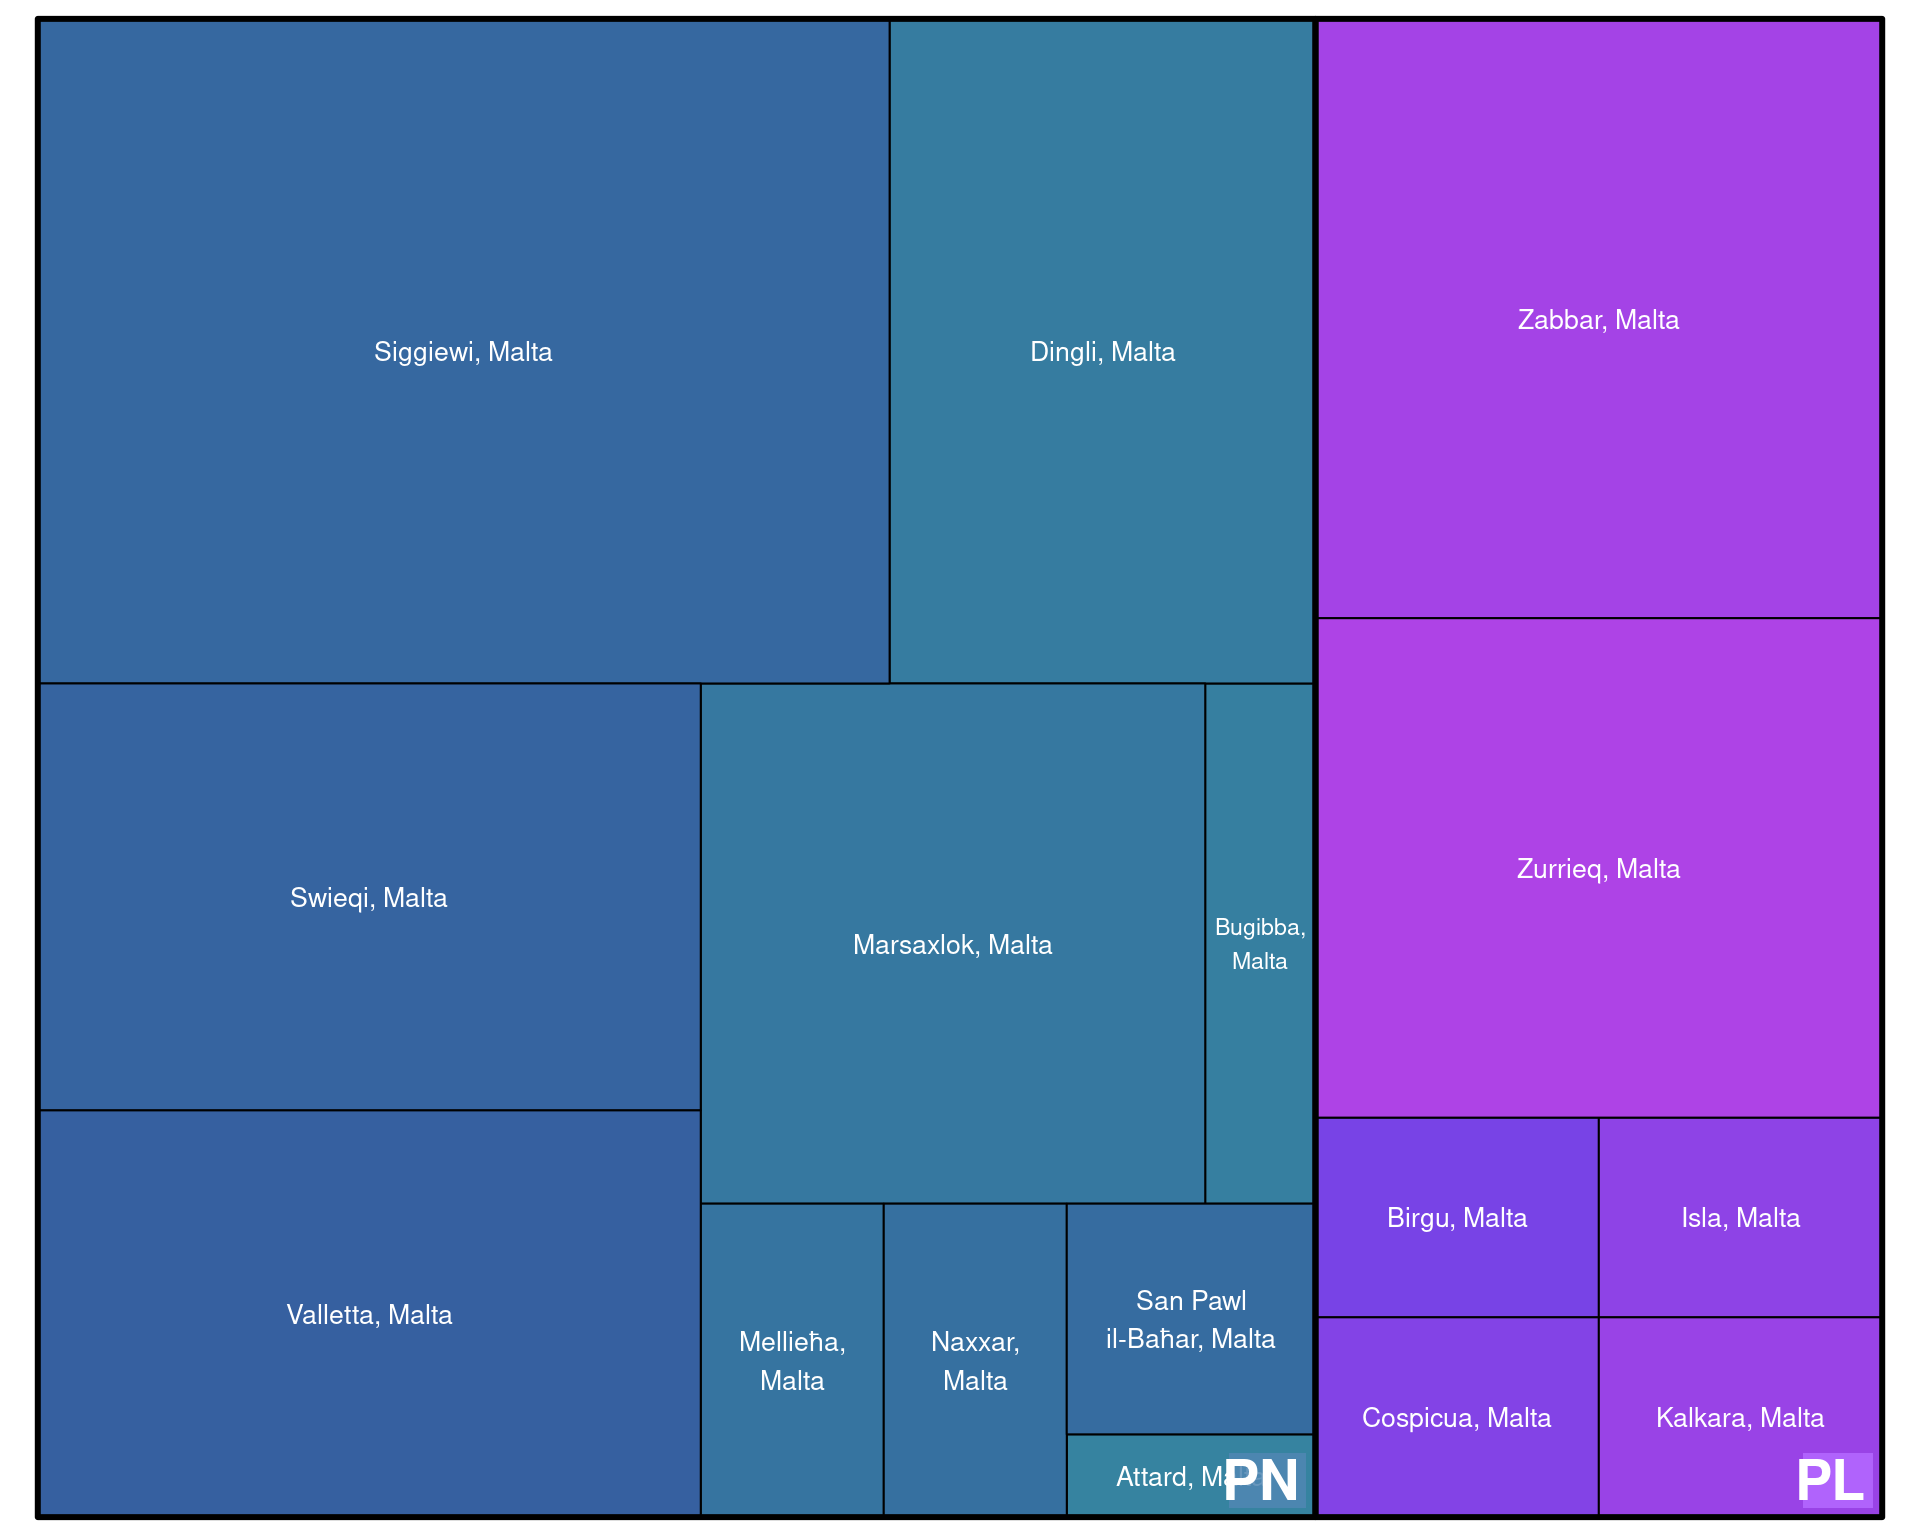 Siggiewi, Malta
Dingli, Malta
Zabbar, Malta
Swieqi, Malta
Marsaxlok, Malta
Bugibba,
Malta
Zurrieq, Malta
Valletta, Malta
Mellieħa,
Malta
Naxxar,
Malta
San Pawl
il-Baħar, Malta
Attard,
PN
Birgu, Malta
Isla, Malta
Cospicua, Malta
Kalkara, Malta
PL